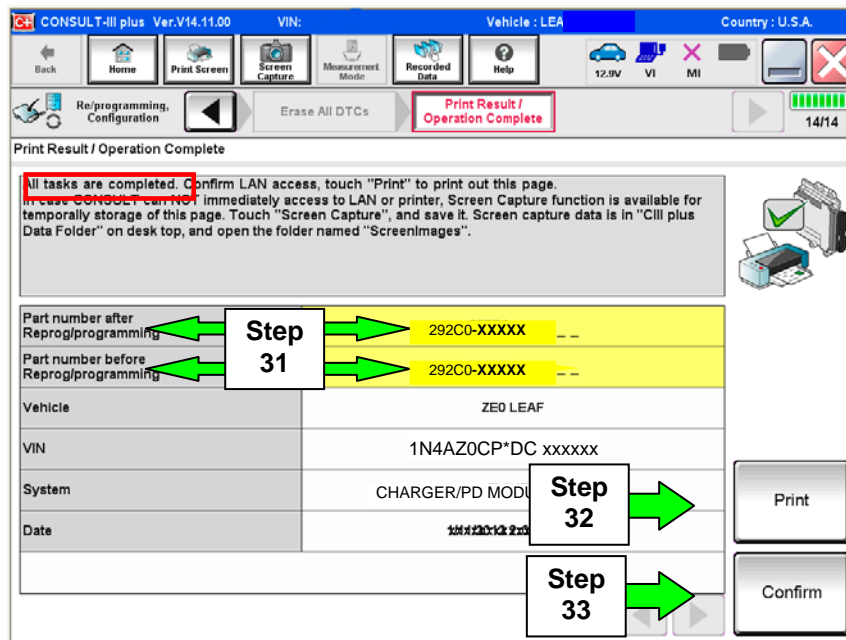 CONSULT-III plus Ver.V14.11.00 VIN: Vehicle : LEA Country : U.S.A.
Back Home Print Screen Screen Capture Measurement Mode Recorded Data Help 12.9V VI MI
Re/programming, Configuration Erase All DTCs Print Result / Operation Complete 14/14
Print Result / Operation Complete
All tasks are completed. Confirm LAN access, touch "Print" to print out this page.
In case CONSULT can NOT immediately access to LAN or printer, Screen Capture function is available for
temporally storage of this page. Touch "Screen Capture", and save it. Screen capture data is in "CIII plus
Data Folder" on desk top, and open the folder named "ScreenImages".
Part number after
Reprog/programming
292C0-XXXXX _ _
Step
31
Part number before
Reprog/programming
292C0-XXXXX _ _
Vehicle ZE0 LEAF
VIN 1N4AZ0CP*DC xxxxxx
System CHARGER/PD MODU
Step
32
Print
Date
Step
33
Confirm